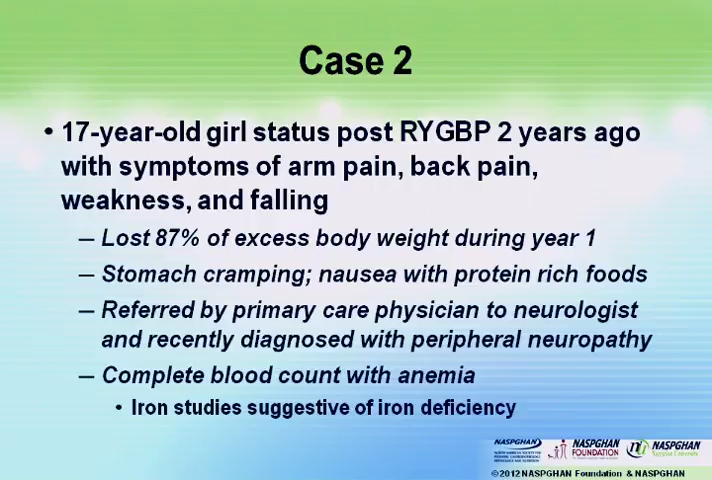 Case 2
• 17-year-old girl status post RYGBP 2 years ago
with symptoms of arm pain, back pain,
weakness, and falling
– Lost 87% of excess body weight during year 1
– Stomach cramping; nausea with protein rich foods
– Referred by primary care physician to neurologist
and recently diagnosed with peripheral neuropathy
– Complete blood count with anemia
• Iron studies suggestive of iron deficiency
NASPGHAN
NASPGHAN
FOUNDATION
NASPGHAN
©2012 NASPGHAN Foundation & NASPGHAN